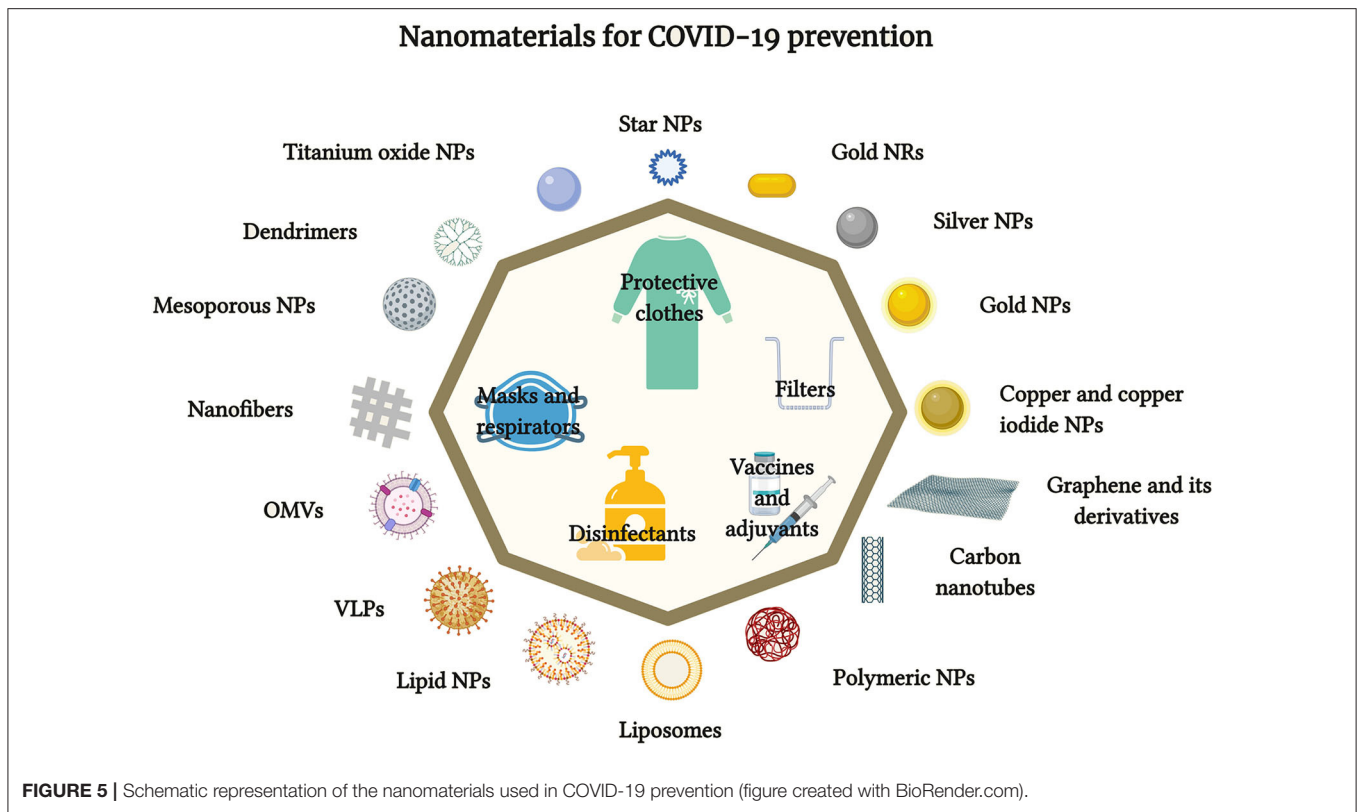 Nanomaterials for COVID-19 prevention
Star NPs
Titanium oxide NPs
Gold NRs
Dendrimers
Silver NPs
Mesoporous NPs
Gold NPs
Nanofibers
Copper and copper
iodide NPs
OMVs
Graphene and its
derivatives
VLPs
Carbon
nanotubes
Lipid NPs
Polymeric NPs
Liposomes
Protective
clothes
Masks and
respirators
Filters
Disinfectants
Vaccines
and
adjuvants
FIGURE 5 | Schematic representation of the nanomaterials used in COVID-19 prevention (figure created with BioRender.com).